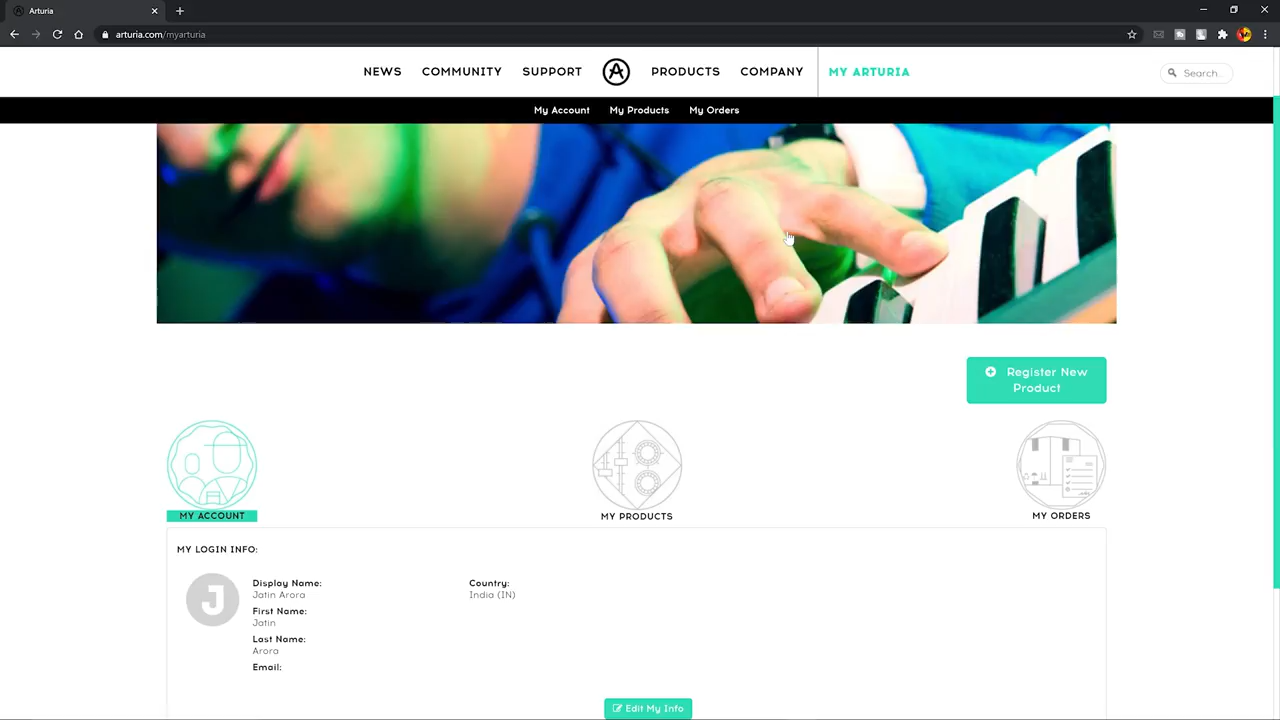 Arturia
arturia.com/myarturia
NEWS COMMUNITY SUPPORT PRODUCTS COMPANY MY ARTURIA Search...
My Account My Products My Orders
Register New
Product
MY ACCOUNT MY PRODUCTS MY ORDERS
MY LOGIN INFO:
J
Display Name: Country:
Jatin Arora India (IN)
First Name:
Jatin
Last Name:
Arora
Email:
Edit My Info